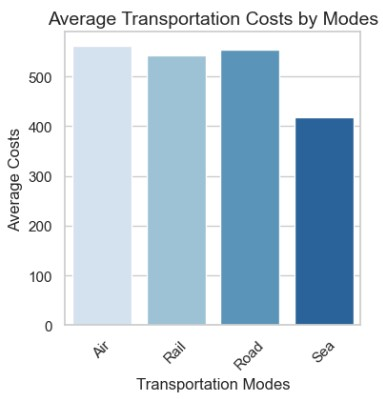 Average Transportation Costs by Modes
Average Costs
500
400
300
200
100
0
Air
Rail
Road
Sea
Transportation Modes